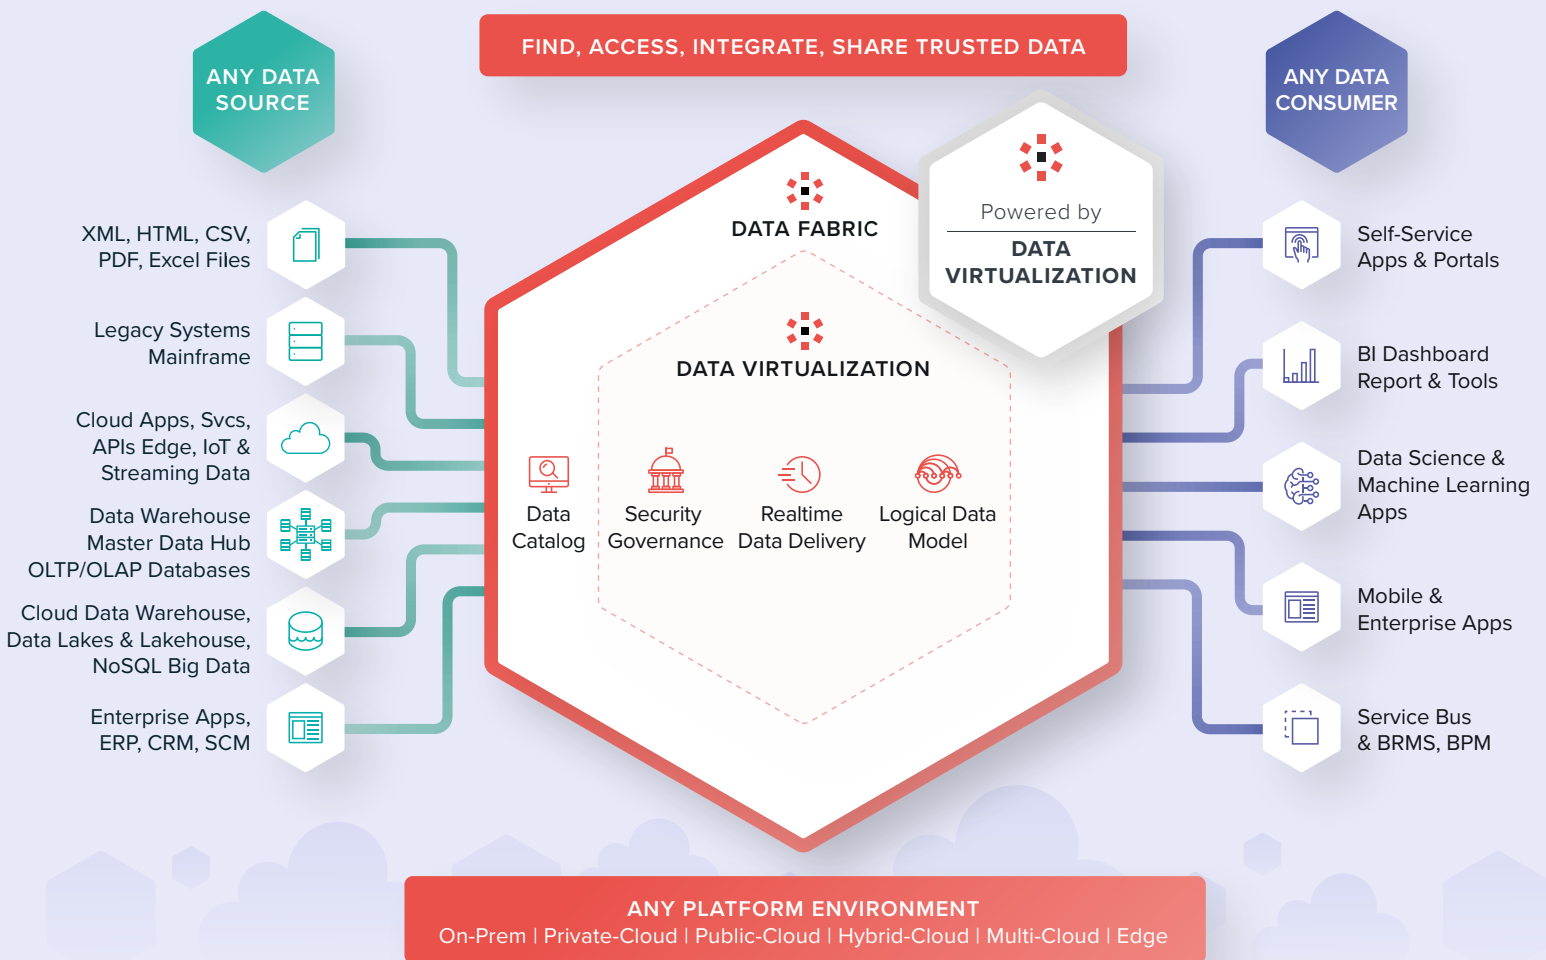 FIND, ACCESS, INTEGRATE, SHARE TRUSTED DATA
ANY DATA
SOURCE
XML, HTML, CSV,
PDF, Excel Files
Legacy Systems
Mainframe
Cloud Apps, Svcs,
APIs Edge, IoT &
Streaming Data
Data Warehouse
Master Data Hub
OLTP/OLAP Databases
Cloud Data Warehouse,
Data Lakes & Lakehouse,
NoSQL Big Data
Enterprise Apps,
ERP, CRM, SCM
DATA FABRIC
Powered by
DATA
VIRTUALIZATION
DATA VIRTUALIZATION
Data
Catalog
Security
Governance
Realtime
Data Delivery
Logical Data
Model
ANY DATA
CONSUMER
Self-Service
Apps & Portals
BI Dashboard
Report & Tools
Data Science &
Machine Learning
Apps
Mobile &
Enterprise Apps
Service Bus
& BRMS, BPM
ANY PLATFORM ENVIRONMENT
On-Prem | Private-Cloud | Public-Cloud | Hybrid-Cloud | Multi-Cloud | Edge